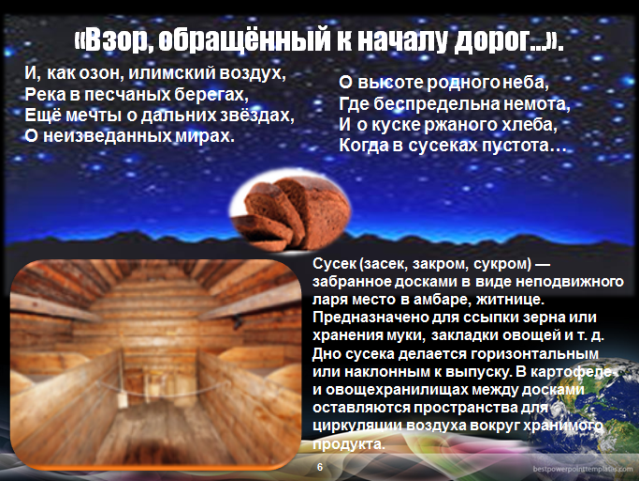 «Взор, обращённый к началу дорог...».
И, как озон, илимский воздух,
Река в песчаных берегах,
Ещё мечты о дальних звёздах,
О неизведанных мирах.
О высоте родного неба,
Где беспредельна немота,
И о куске ржаного хлеба,
Когда в сусеках пустота…
Сусек (засек, закром, сукром) —
забранное досками в виде неподвижного
ларя место в амбаре, житнице.
Предназначено для ссыпки зерна или
хранения муки, закладки овощей и т. д.
Дно сусека делается горизонтальным
или наклонным к выпуску. В картофеле-
и овощехранилищах между досками
оставляются пространства для
циркуляции воздуха вокруг хранимого
продукта.
6
bestpowerpointtemplates.com